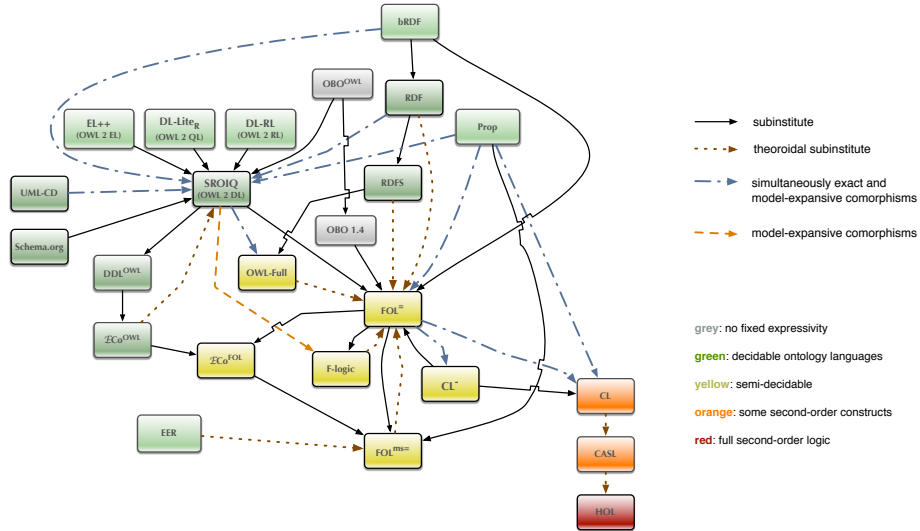 bRDF
OBO^OWL
RDF
EL++
(OWL 2 EL)
DL-Lite_R
(OWL 2 QL)
DL-RL
(OWL 2 RL)
Prop
subinstitute
theoroidal subinstitute
simultaneously exact and
model-expansive comorphisms
model-expansive comorphisms
UML-CD
SROIQ
(OWL 2 DL)
RDFS
OBO 1.4
Schema.org
DDL^OWL
OWL-Full
FOL^=
ECo^OWL
ECo^FOL
F-logic
CL^-
CL
EER
FOL^ms=
CASL
HOL
grey: no fixed expressivity
green: decidable ontology languages
yellow: semi-decidable
orange: some second-order constructs
red: full second-order logic